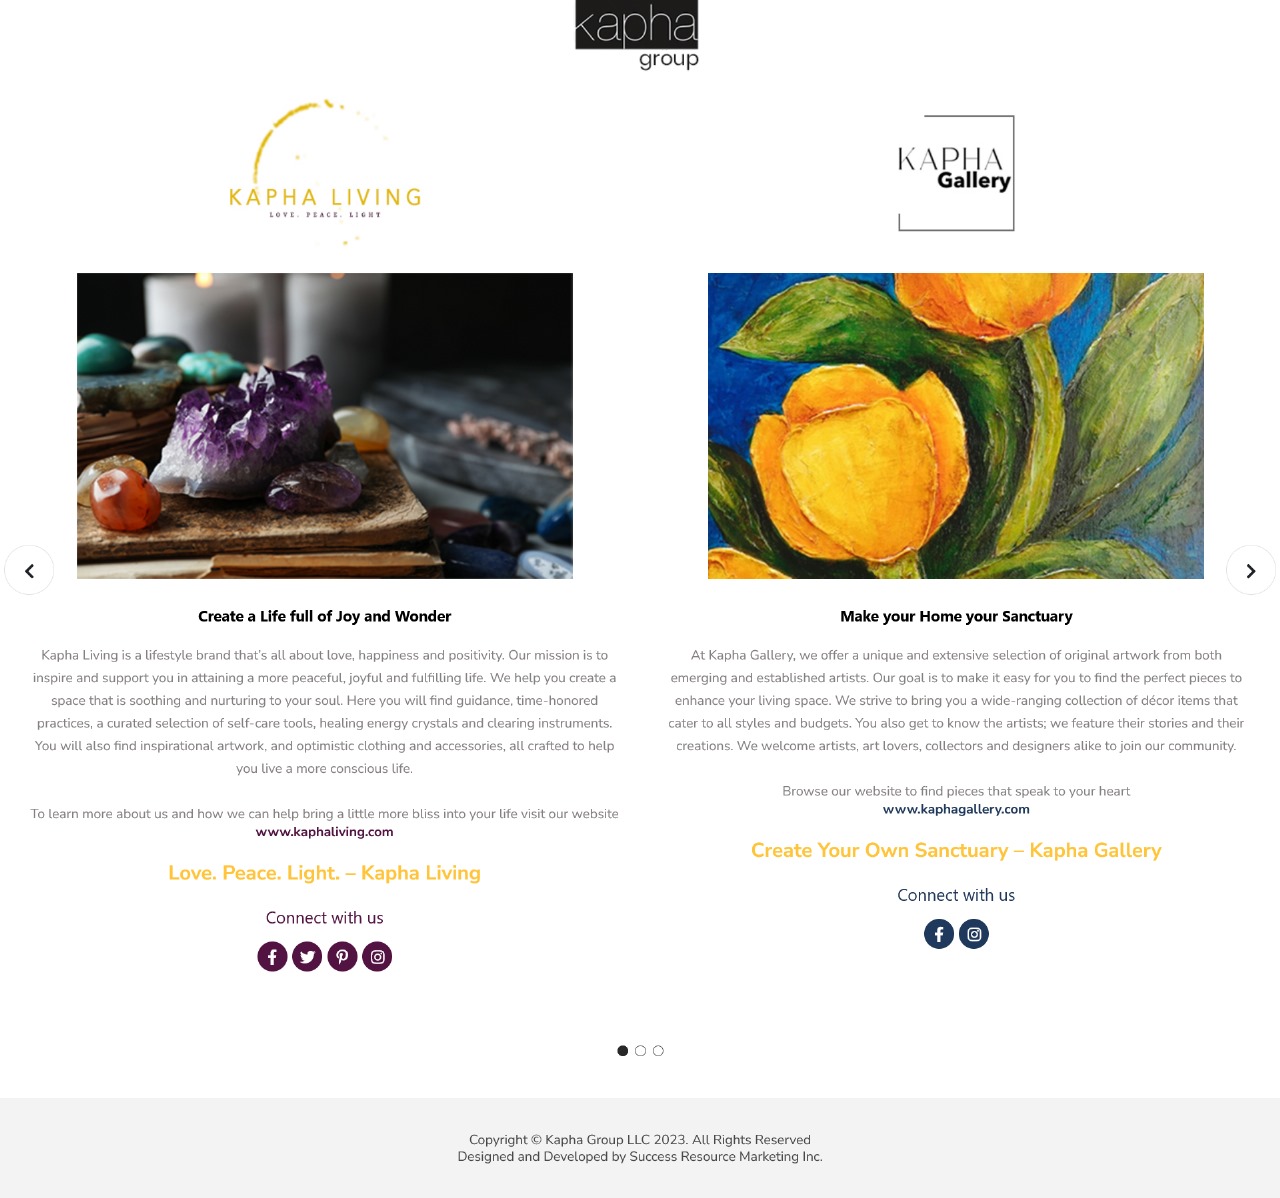 kapha
group
KAPHA LIVING
LOVE. PEACE. LIGHT
Create a Life full of Joy and Wonder
Kapha Living is a lifestyle brand that's all about love, happiness and positivity. Our mission is to
inspire and support you in attaining a more peaceful, joyful and fulfilling life. We help you create a
space that is soothing and nurturing to your soul. Here you will find guidance, time-honored
practices, a curated selection of self-care tools, healing energy crystals and clearing instruments.
You will also find inspirational artwork, and optimistic clothing and accessories, all crafted to help
you live a more conscious life.
To learn more about us and how we can help bring a little more bliss into your life visit our website
www.kaphaliving.com
Love. Peace. Light. – Kapha Living
Connect with us
KAPHA
Gallery
Make your Home your Sanctuary
At Kapha Gallery, we offer a unique and extensive selection of original artwork from both
emerging and established artists. Our goal is to make it easy for you to find the perfect pieces to
enhance your living space. We strive to bring you a wide-ranging collection of décor items that
cater to all styles and budgets. You also get to know the artists; we feature their stories and their
creations. We welcome artists, art lovers, collectors and designers alike to join our community.
Browse our website to find pieces that speak to your heart
www.kaphagallery.com
Create Your Own Sanctuary – Kapha Gallery
Connect with us
Copyright © Kapha Group LLC 2023. All Rights Reserved
Designed and Developed by Success Resource Marketing Inc.